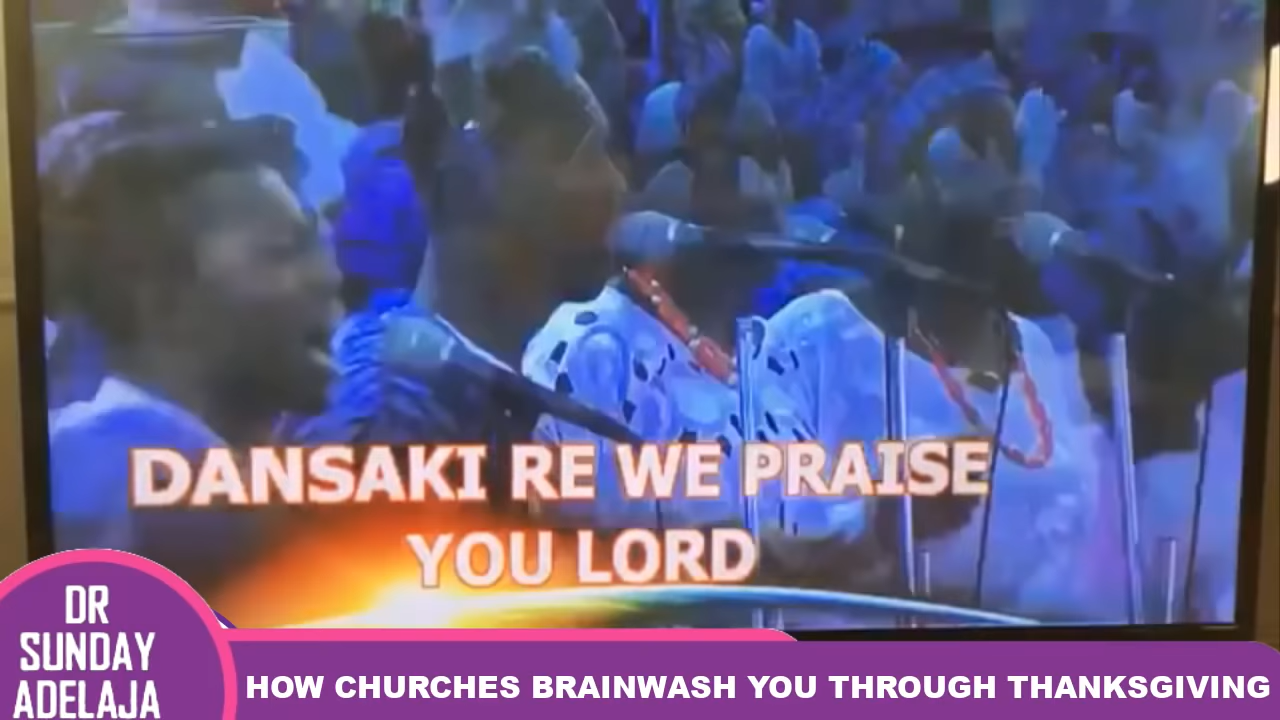 DANSAKI RE WE PRAISE
YOU LORD
DR
SUNDAY
ADELAJA
HOW CHURCHES BRAINWASH YOU THROUGH THANKSGIVING